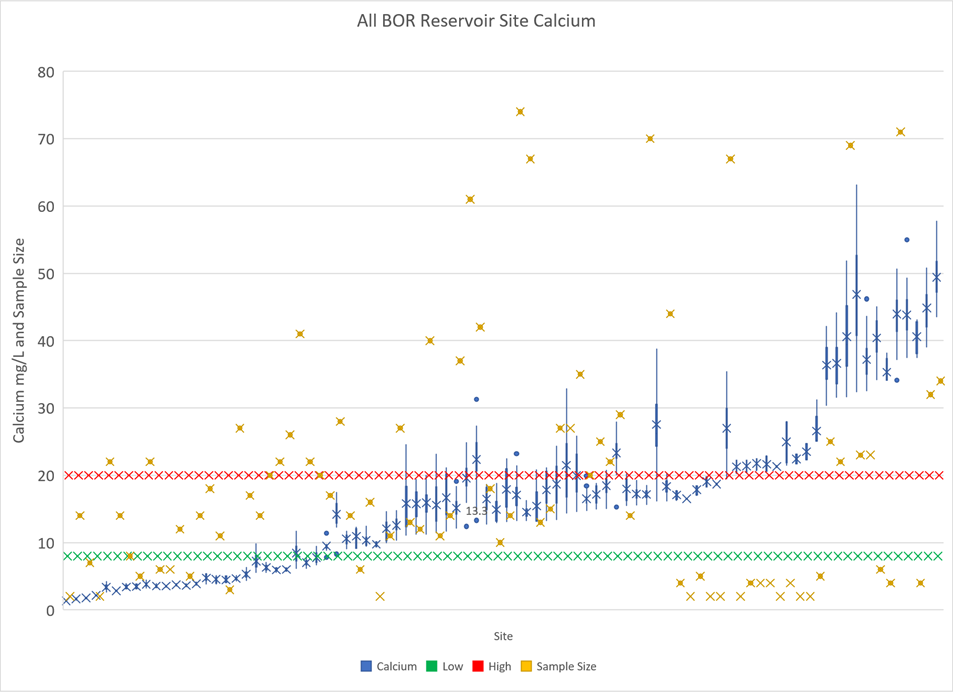 All BOR Reservoir Site Calcium
Calcium mg/L and Sample Size
80
70
60
50
40
30
20
10
0
13.3
Site
Calcium Low High Sample Size